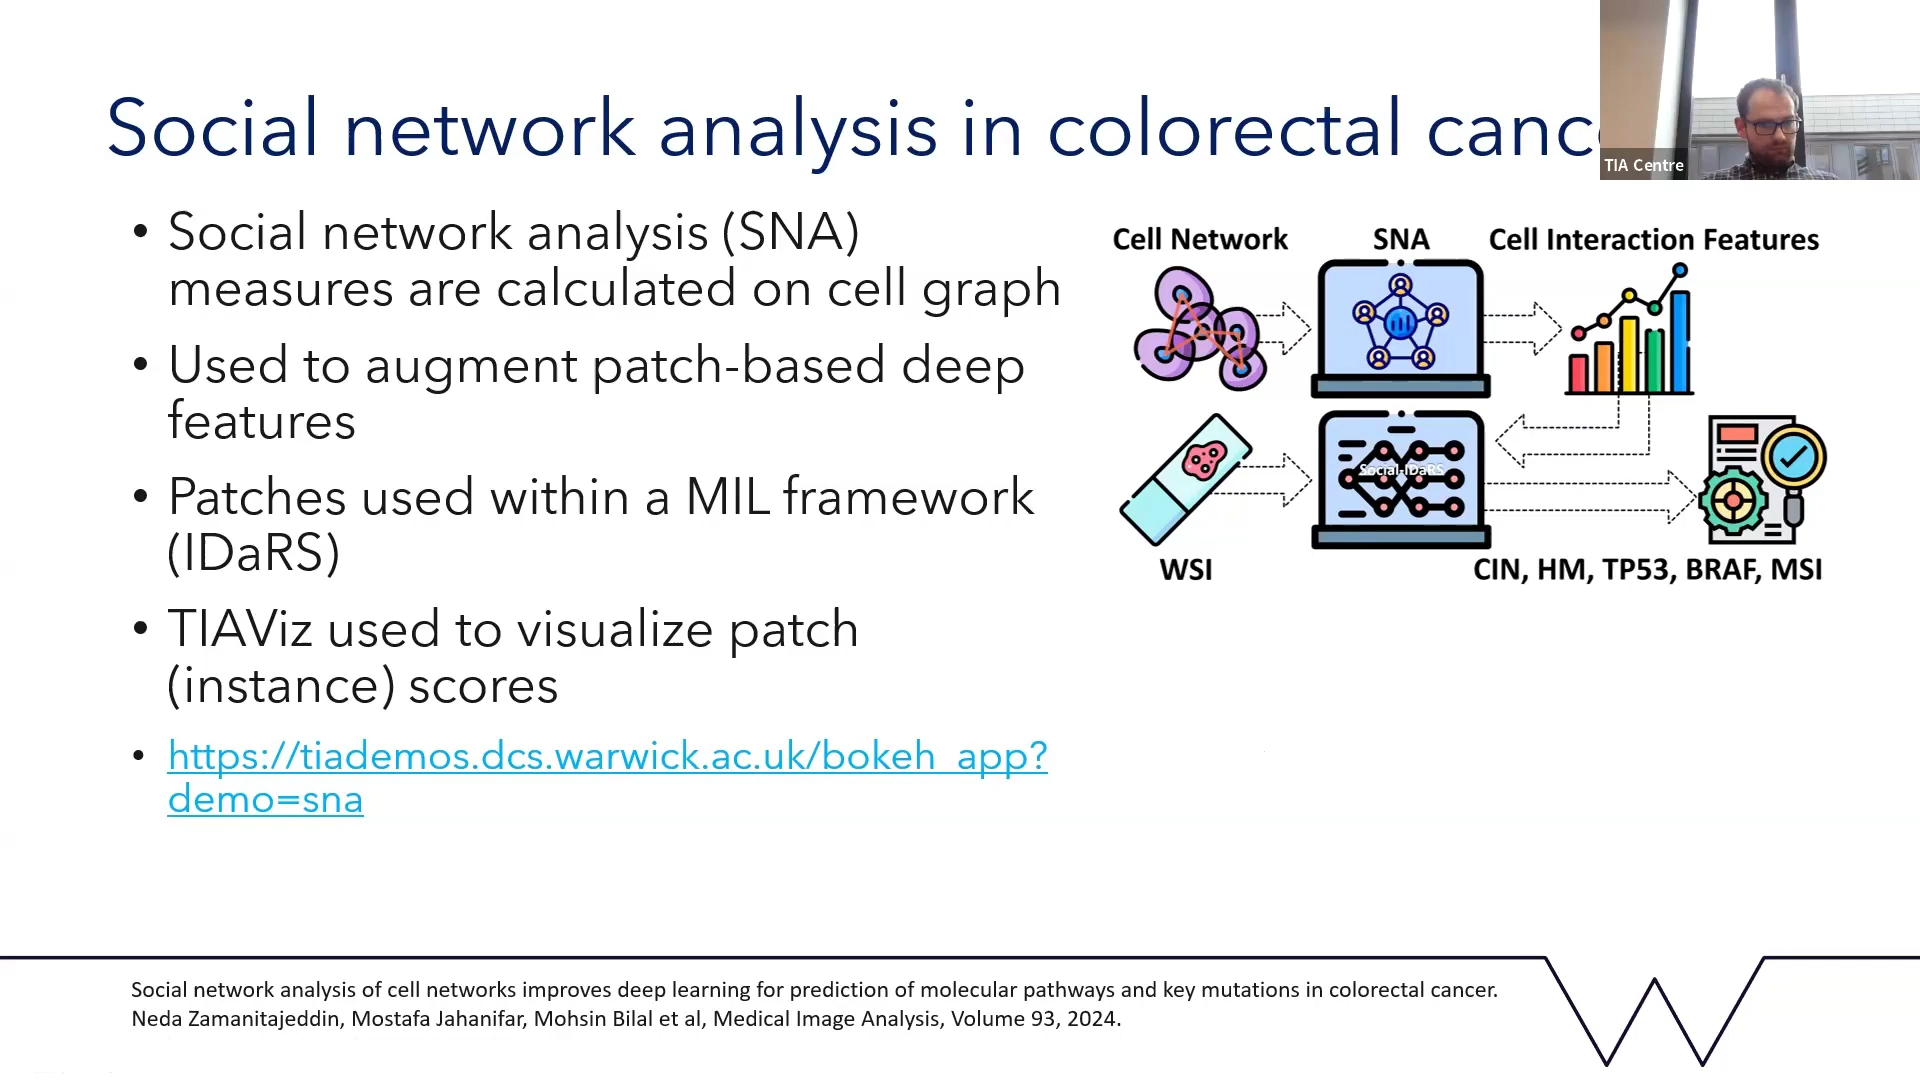 Social network analysis in colorectal canc
TIA Centre
• Social network analysis (SNA)
measures are calculated on cell graph
• Used to augment patch-based deep
features
• Patches used within a MIL framework
(IDaRS)
• TIAViz used to visualize patch
(instance) scores
• https://tiademos.dcs.warwick.ac.uk/bokeh_app?
demo=sna
Cell Network SNA Cell Interaction Features
Social-IDaRS
WSI CIN, HM, TP53, BRAF, MSI
Social network analysis of cell networks improves deep learning for prediction of molecular pathways and key mutations in colorectal cancer.
Neda Zamanitajeddin, Mostafa Jahanifar, Mohsin Bilal et al, Medical Image Analysis, Volume 93, 2024.